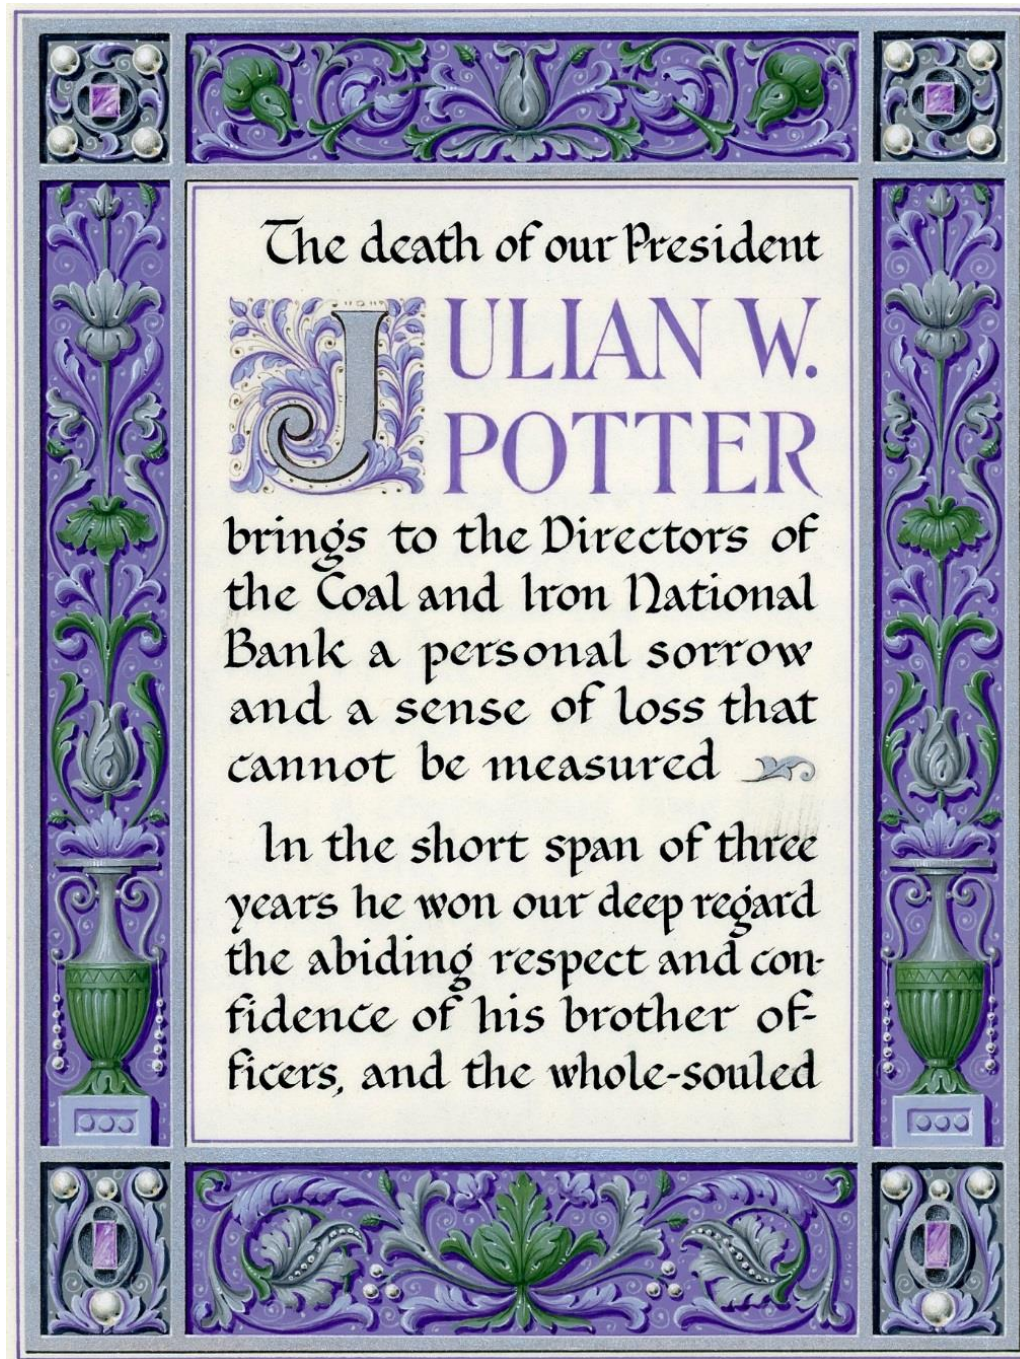 The death of our President
JULIAN W.
POTTER
brings to the Directors of
the Coal and Iron National
Bank a personal sorrow
and a sense of loss that
cannot be measured
In the short span of three
years he won our deep regard
the abiding respect and con-
fidence of his brother of-
ficers, and the whole-souled